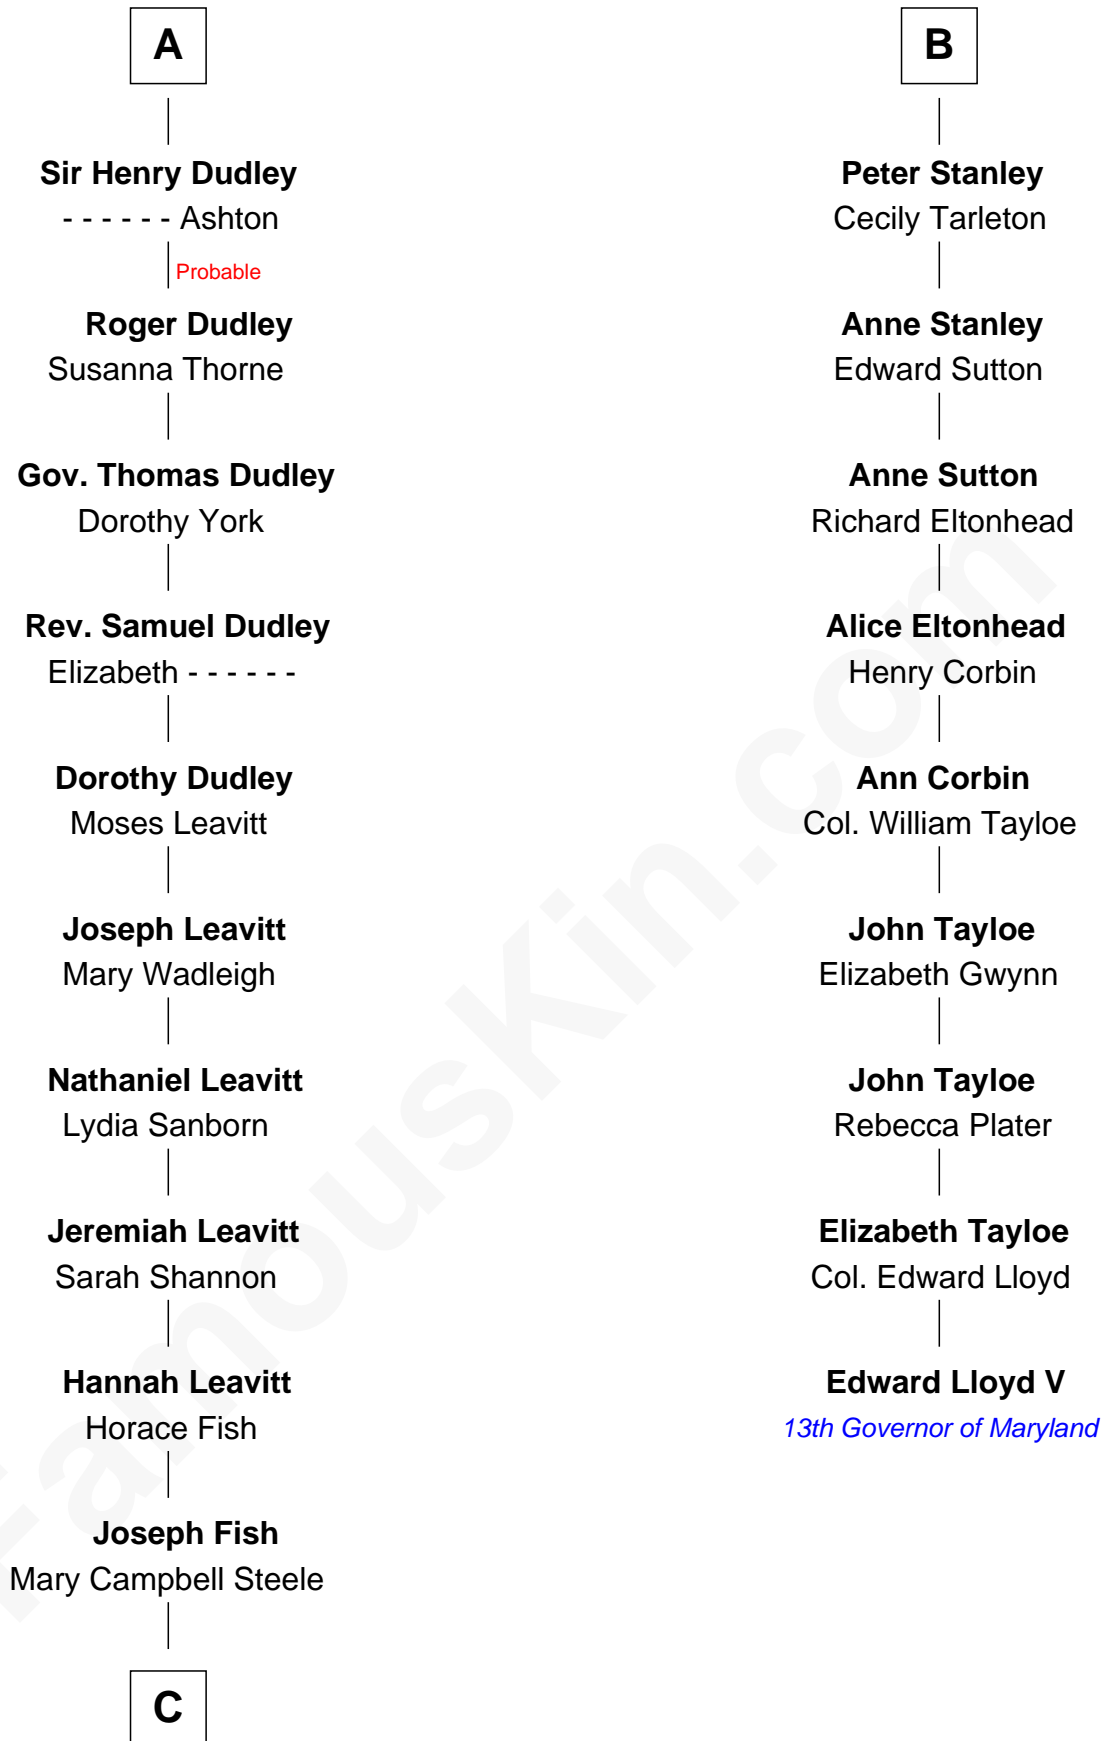 A
Sir Henry Dudley
- - - - - - Ashton
Probable
Roger Dudley
Susanna Thorne
Gov. Thomas Dudley
Dorothy York
Rev. Samuel Dudley
Elizabeth - - - - - -
Dorothy Dudley
Moses Leavitt
Joseph Leavitt
Mary Wadleigh
Nathaniel Leavitt
Lydia Sanborn
Jeremiah Leavitt
Sarah Shannon
Hannah Leavitt
Horace Fish
Joseph Fish
Mary Campbell Steele
C
B
Peter Stanley
Cecily Tarleton
Anne Stanley
Edward Sutton
Anne Sutton
Richard Eltonhead
Alice Eltonhead
Henry Corbin
Ann Corbin
Col. William Tayloe
John Tayloe
Elizabeth Gwynn
John Tayloe
Rebecca Plater
Elizabeth Tayloe
Col. Edward Lloyd
Edward Lloyd V
13th Governor of Maryland
FamousKin.com